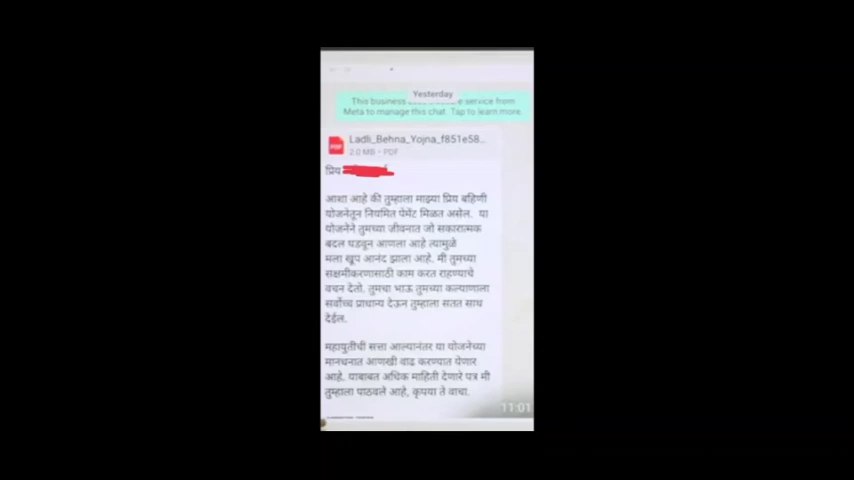 Yesterday
This business service from
Meta to manage this chat. Tap to learn more.
Ladli_Behna_Yojna_f851e58...
2.0 MB • PDF
PDF
प्रिय
आशा आहे की तुम्हाला माझ्या प्रिय बहिणी
योजनेतून नियमित पेमेंट मिळत असेल. या
योजनेने तुमच्या जीवनात जो सकारात्मक
बदल घडवून आणला आहे त्यामुळे
मला खूप आनंद झाला आहे. मी तुमच्या
सक्षमीकरणासाठी काम करत राहण्याचे
वचन देतो. तुमचा भाऊ तुमच्या कल्याणाला
सर्वोच्च प्राधान्य देऊन तुम्हाला सतत साथ
देईल.
महायुतीची सत्ता आल्यानंतर या योजनेच्या
मानधनात आणखी वाढ करण्यात येणार
आहे. याबाबत अधिक माहिती देणारे पत्र मी
तुम्हाला पाठवले आहे, कृपया ते वाचा.
11:01